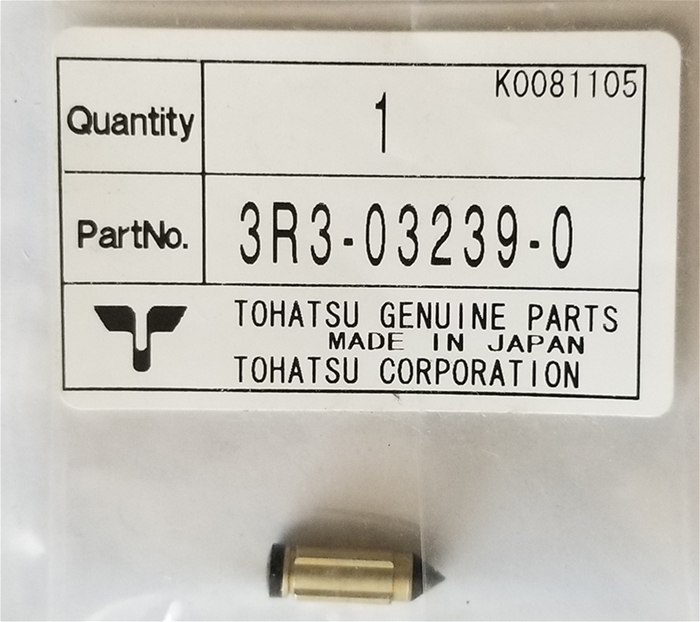 K0081105
Quantity 1
PartNo. 3R3-03239-0
TOHATSU GENUINE PARTS
MADE IN JAPAN
TOHATSU CORPORATION